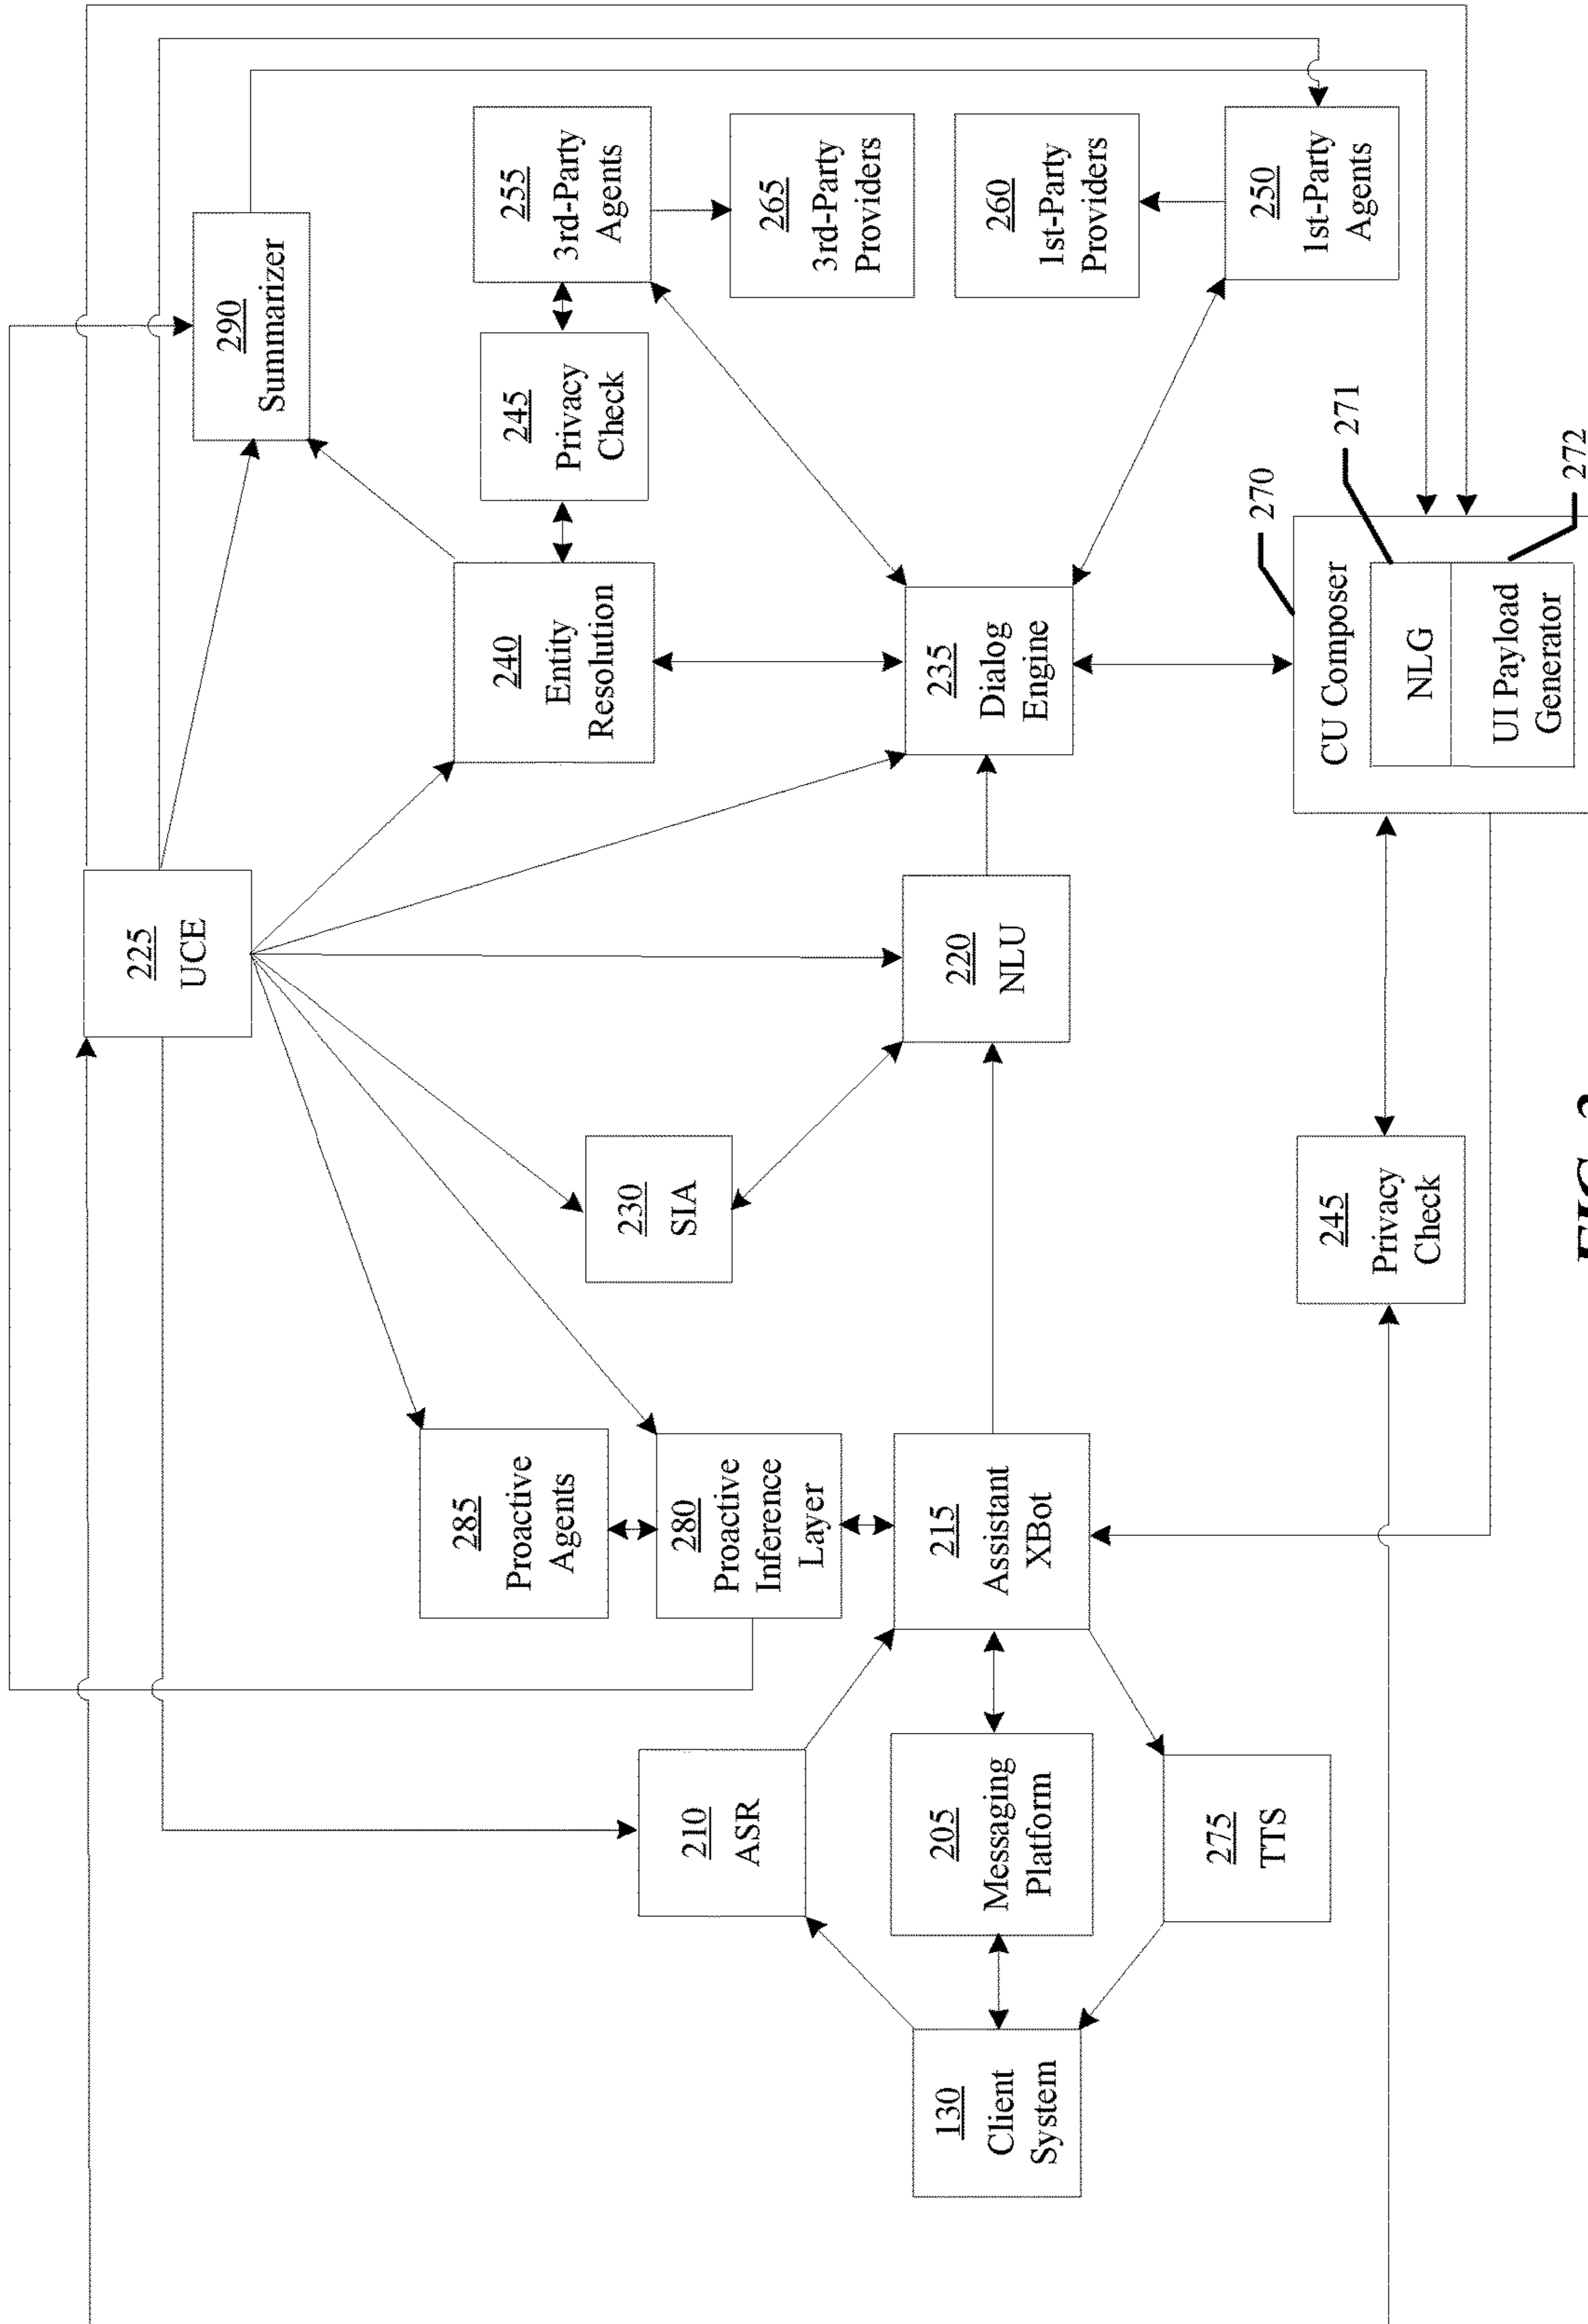 225
UCE
290
Summarizer
285
Proactive
Agents
240
Entity
Resolution
245
Privacy
Check
255
3rd-Party
Agents
230
SIA
210
ASR
280
Proactive
Inference
Layer
265
3rd-Party
Providers
130
Client
System
205
Messaging
Platform
215
Assistant
XBot
220
NLU
235
Dialog
Engine
260
1st-Party
Providers
275
TTS
250
1st-Party
Agents
245
Privacy
Check
270
CU Composer
271
NLG
UI Payload
Generator
272
FIG. 2